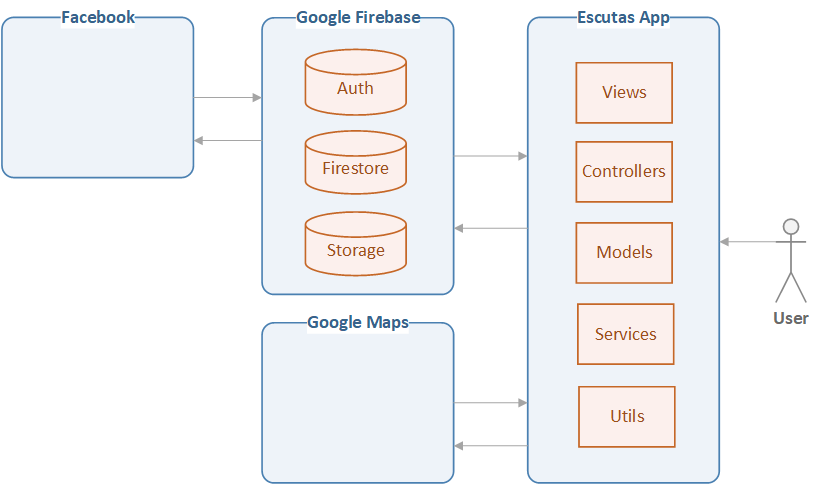 Facebook
Google Firebase
Auth
Firestore
Storage
Google Maps
Escutas App
Views
Controllers
Models
Services
Utils
User